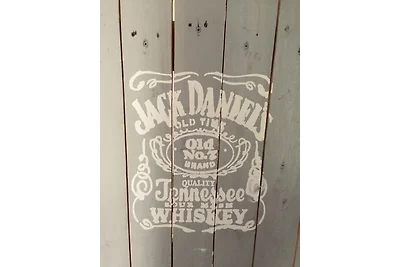 JACK DANIEL'S
OLD TIME
Old
No.7
BRAND
QUALITY
Tennessee
SOUR MASH
WHISKEY